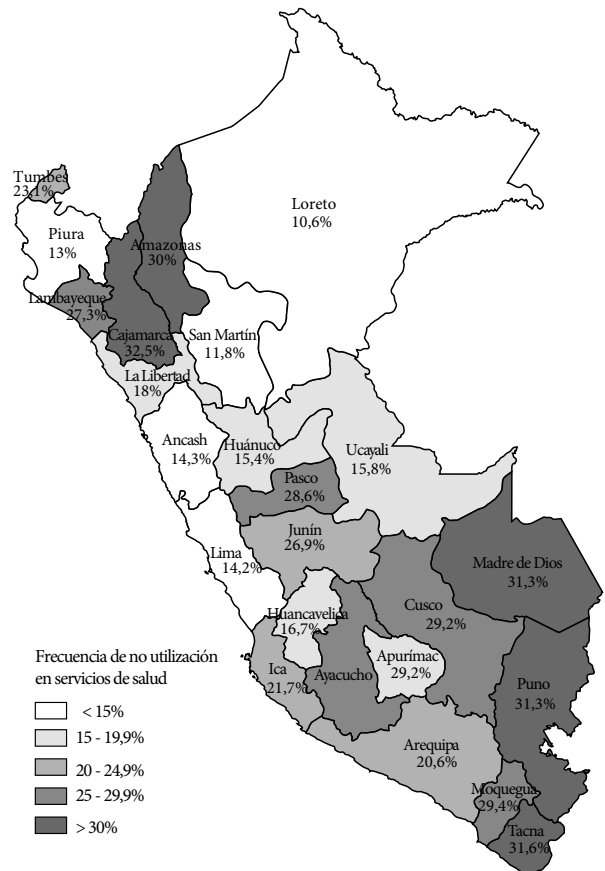 Tumbes
23,1%
Loreto
10,6%
Piura
13%
Amazonas
30%
Lambayeque
27,3%
Cajamarca
32,5%
San Martín
11,8%
La Libertad
18%
Ancash
14,3%
Huánuco
15,4%
Ucayali
15,8%
Pasco
28,6%
Junín
26,9%
Lima
14,2%
Madre de Dios
31,3%
Huancavelica
16,7%
Cusco
29,2%
Apurímac
29,2%
Ica
21,7%
Ayacucho
Puno
31,3%
Arequipa
20,6%
Moquegua
29,4%
Tacna
31,6%
Frecuencia de no utilización
en servicios de salud
< 15%
15 - 19,9%
20 - 24,9%
25 - 29,9%
> 30%